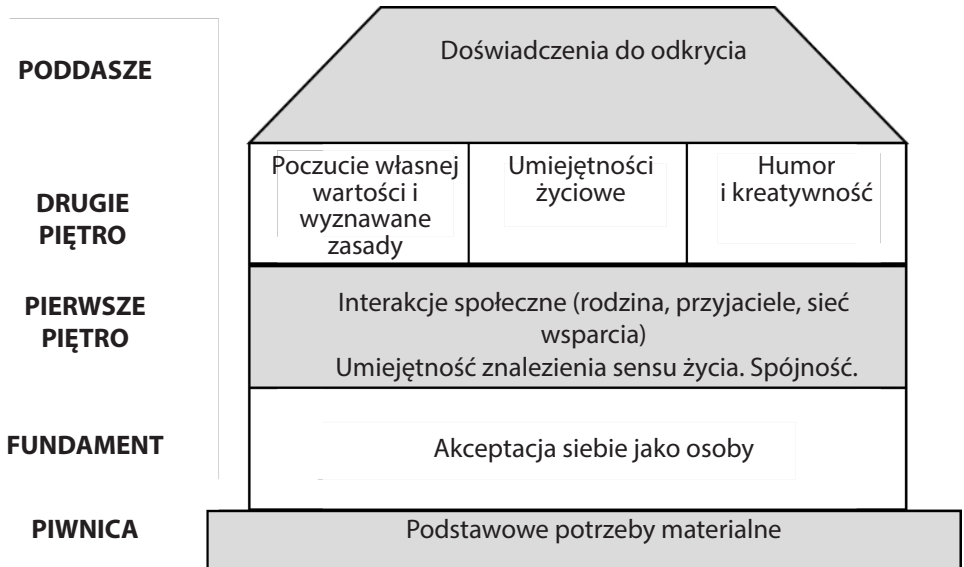 PODDASZE
Doświadczenia do odkrycia
DRUGIE
PIĘTRO
Poczucie własnej
wartości i
wyznawane
zasady
Umiejętności
życiowe
Humor
i kreatywność
PIERWSZE
PIĘTRO
Interakcje społeczne (rodzina, przyjaciele, sieć
wsparcia)
Umiejętność znalezienia sensu życia. Spójność.
FUNDAMENT
Akceptacja siebie jako osoby
PIWNICA
Podstawowe potrzeby materialne